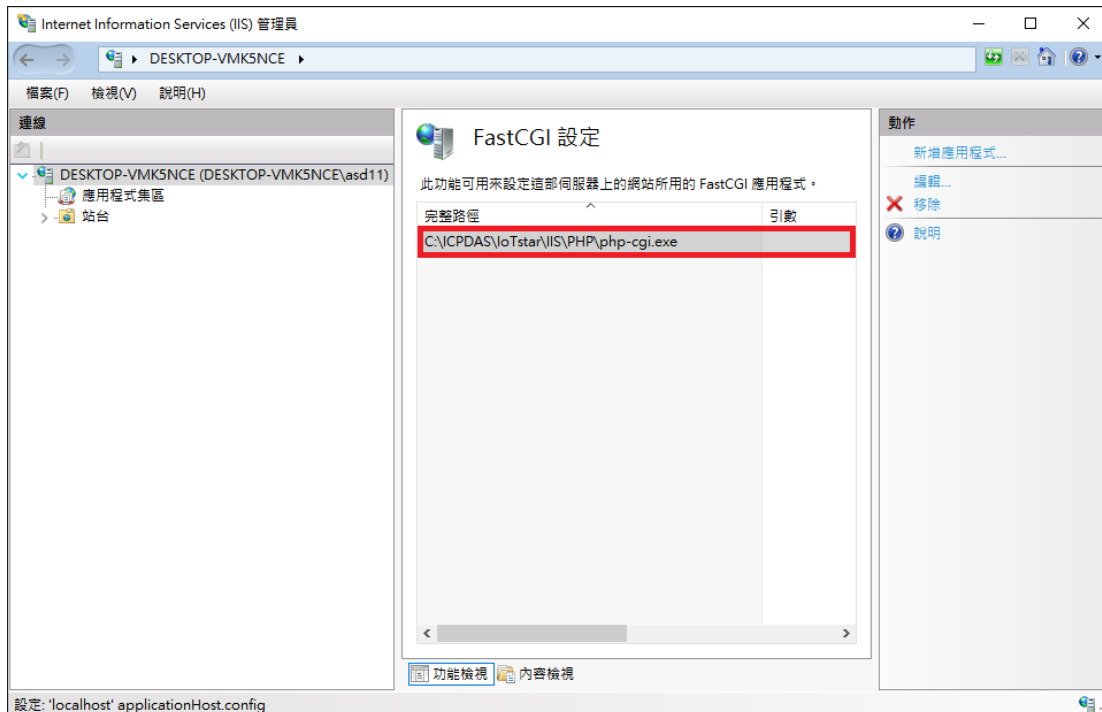 Internet Information Services (IIS) 管理員
DESKTOP-VMK5NCE
檔案(F) 檢視(V) 說明(H)
連線
DESKTOP-VMK5NCE (DESKTOP-VMK5NCE\asd11)
應用程式集區
站台
FastCGI 設定
此功能可用來設定這部伺服器上的網站所用的 FastCGI 應用程式。
完整路徑 引數
C:\ICPDAS\IoTstar\IIS\PHP\php-cgi.exe
功能檢視 內容檢視
動作
新增應用程式...
編輯...
移除
說明
設定: 'localhost' applicationHost.config